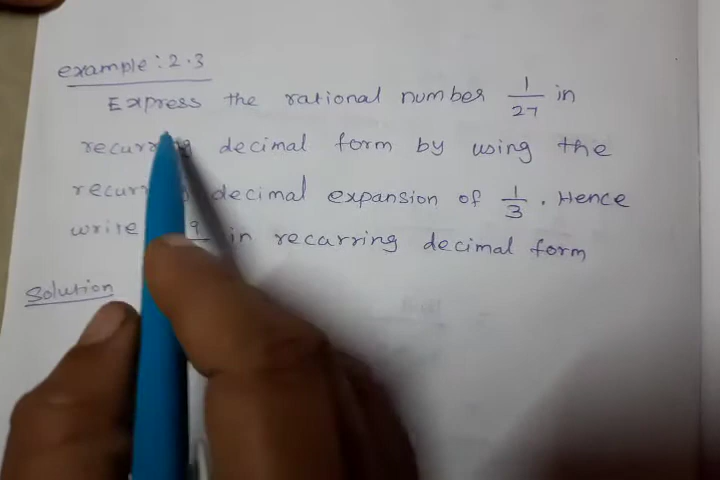 example: 2.3
Express the rational number 1/27 in
decimal form by using the
decimal expansion of 1/3. Hence
write in recarring decimal form
Solution